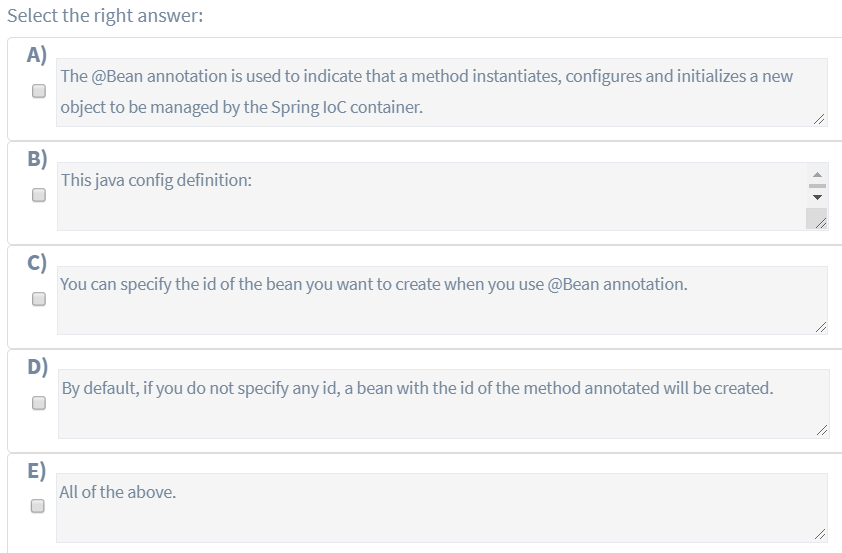 Select the right answer:
A)
The @Bean annotation is used to indicate that a method instantiates, configures and initializes a new
object to be managed by the Spring IoC container.
B)
This java config definition:
C)
You can specify the id of the bean you want to create when you use @Bean annotation.
D)
By default, if you do not specify any id, a bean with the id of the method annotated will be created.
E)
All of the above.